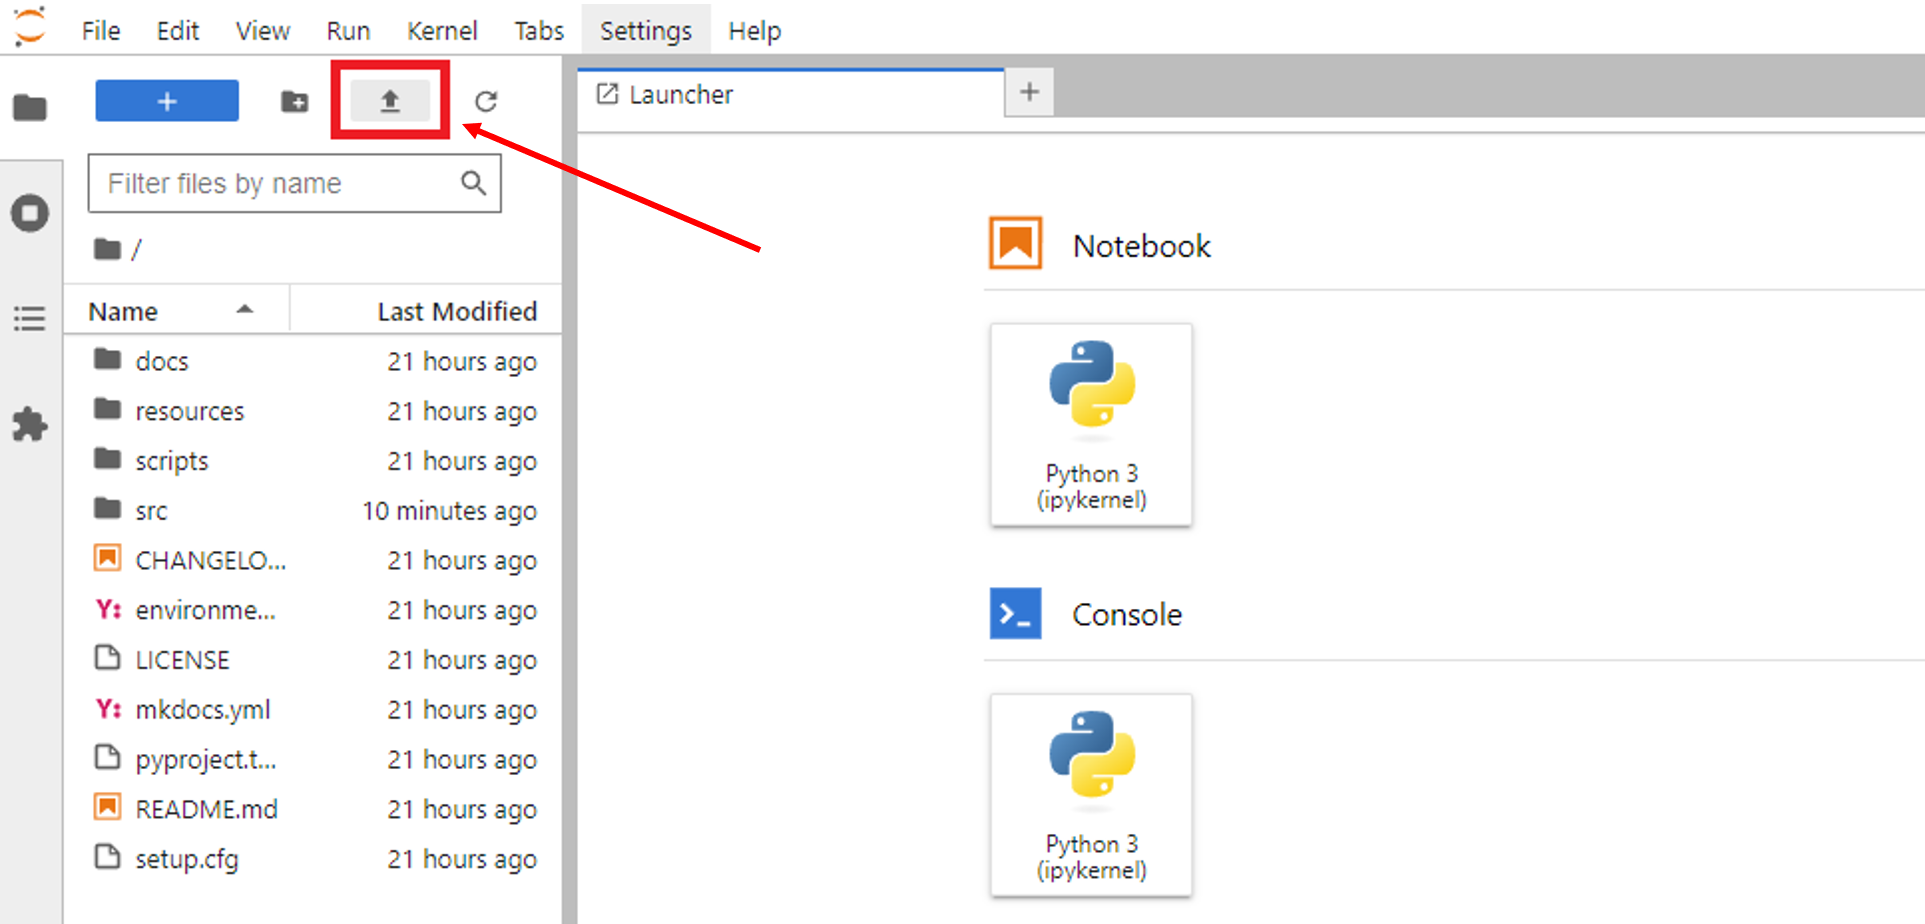 File Edit View Run Kernel Tabs Settings Help
Launcher
Filter files by name
/
Name Last Modified
docs 21 hours ago
resources 21 hours ago
scripts 21 hours ago
src 10 minutes ago
CHANGELO... 21 hours ago
Y: environme... 21 hours ago
LICENSE 21 hours ago
Y: mkdocs.yml 21 hours ago
pyproject.t... 21 hours ago
README.md 21 hours ago
setup.cfg 21 hours ago
Notebook
Python 3
(ipykernel)
Console
Python 3
(ipykernel)